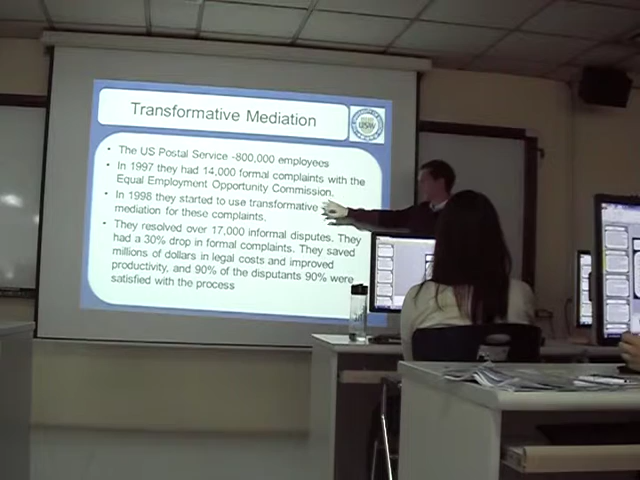 Transformative Mediation
USW
• The US Postal Service -800,000 employees
• In 1997 they had 14,000 formal complaints with the
Equal Employment Opportunity Commission.
• In 1998 they started to use transformative
mediation for these complaints.
• They resolved over 17,000 informal disputes. They
had a 30% drop in formal complaints. They saved
millions of dollars in legal costs and improved
productivity, and 90% of the disputants 90% were
satisfied with the process